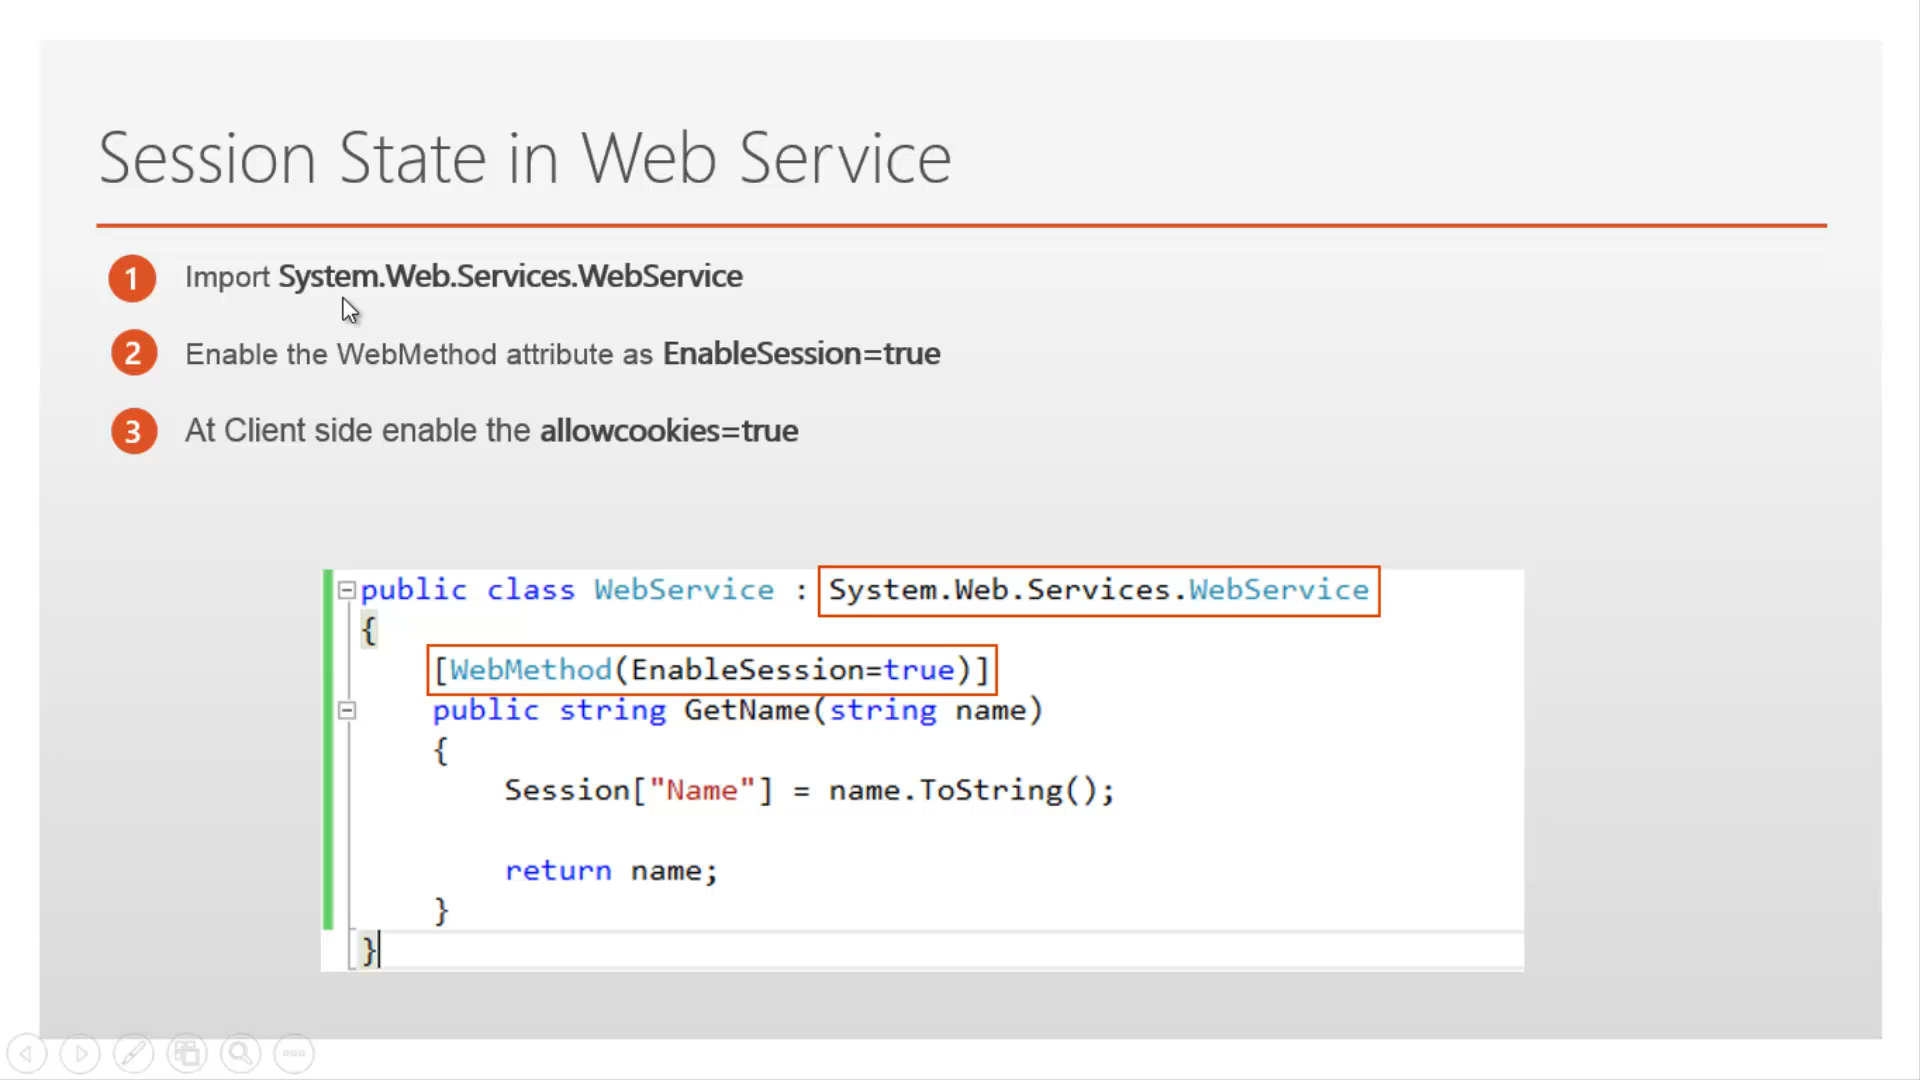 Session State in Web Service
1 Import System.Web.Services.WebService
2 Enable the WebMethod attribute as EnableSession=true
3 At Client side enable the allowcookies=true
public class WebService : System.Web.Services.WebService
{
[WebMethod(EnableSession=true)]
public string GetName(string name)
{
Session["Name"] = name.ToString();
return name;
}
}